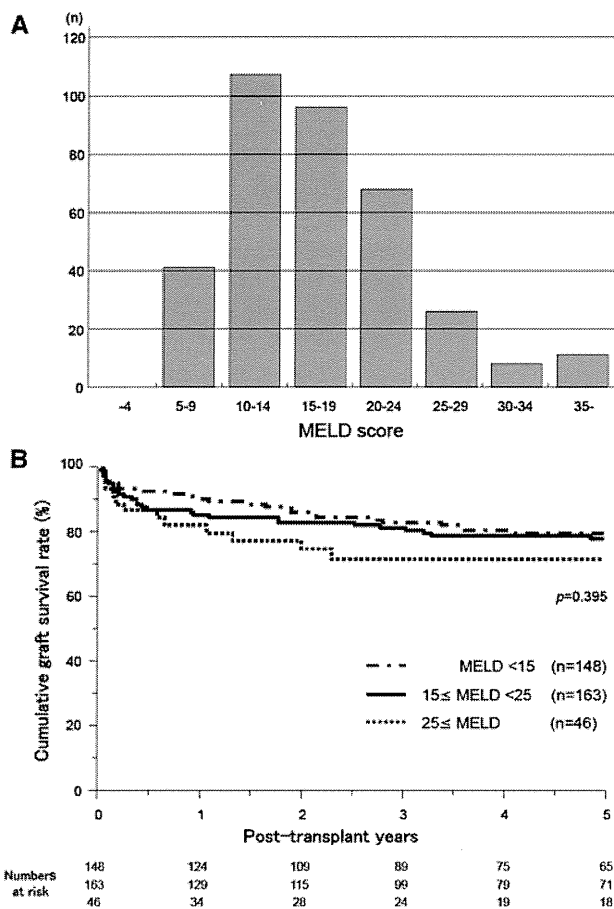 A
(n)
120
100
80
60
40
20
0
-4 5-9 10-14 15-19 20-24 25-29 30-34 35-
MELD score
B
Cumulative graft survival rate (%)
100
80
60
40
80
0
p=0.395
MELD <15 (n=148)
15≤ MELD <25 (n=163)
25≤ MELD (n=46)
0 1 2 3 4 5
Post-transplant years
Numbers at risk
148 124 109 89 75 65
163 129 115 99 79 71
46 34 28 24 19 18